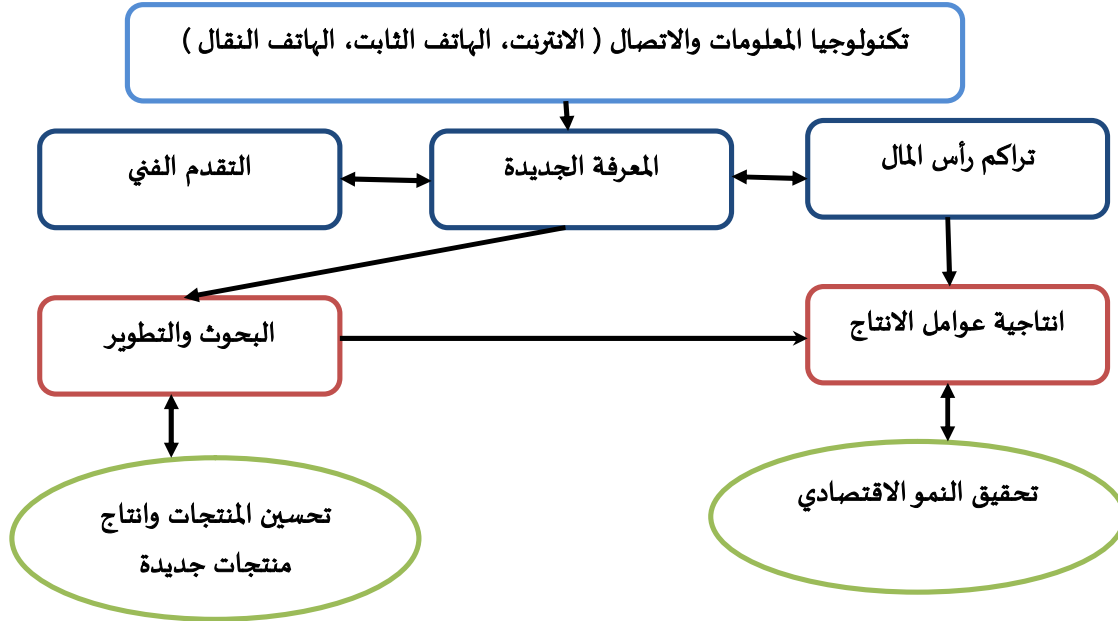 تكنولوجيا المعلومات والاتصال ( الانترنت، الهاتف الثابت، الهاتف النقال )
تراكم رأس المال
المعرفة الجديدة
التقدم الفني
انتاجية عوامل الانتاج
البحوث والتطوير
تحقيق النمو الاقتصادي
تحسين المنتجات وانتاج
منتجات جديدة